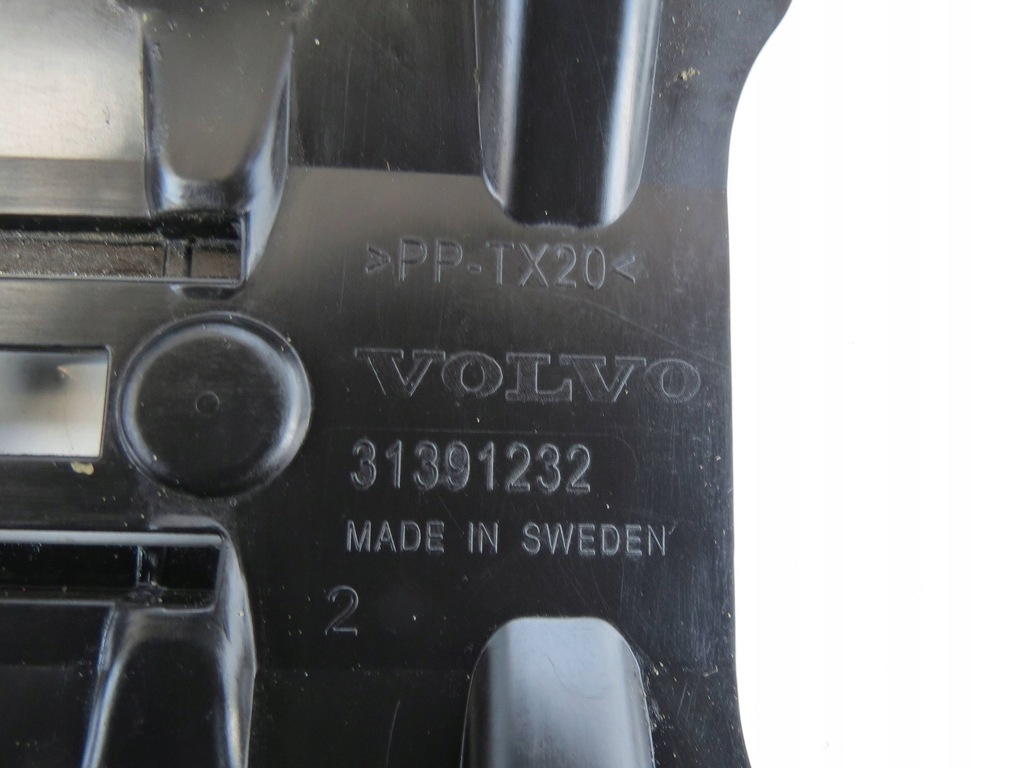 >PP-TX20<
VOLVO
31391232
MADE IN SWEDEN
2